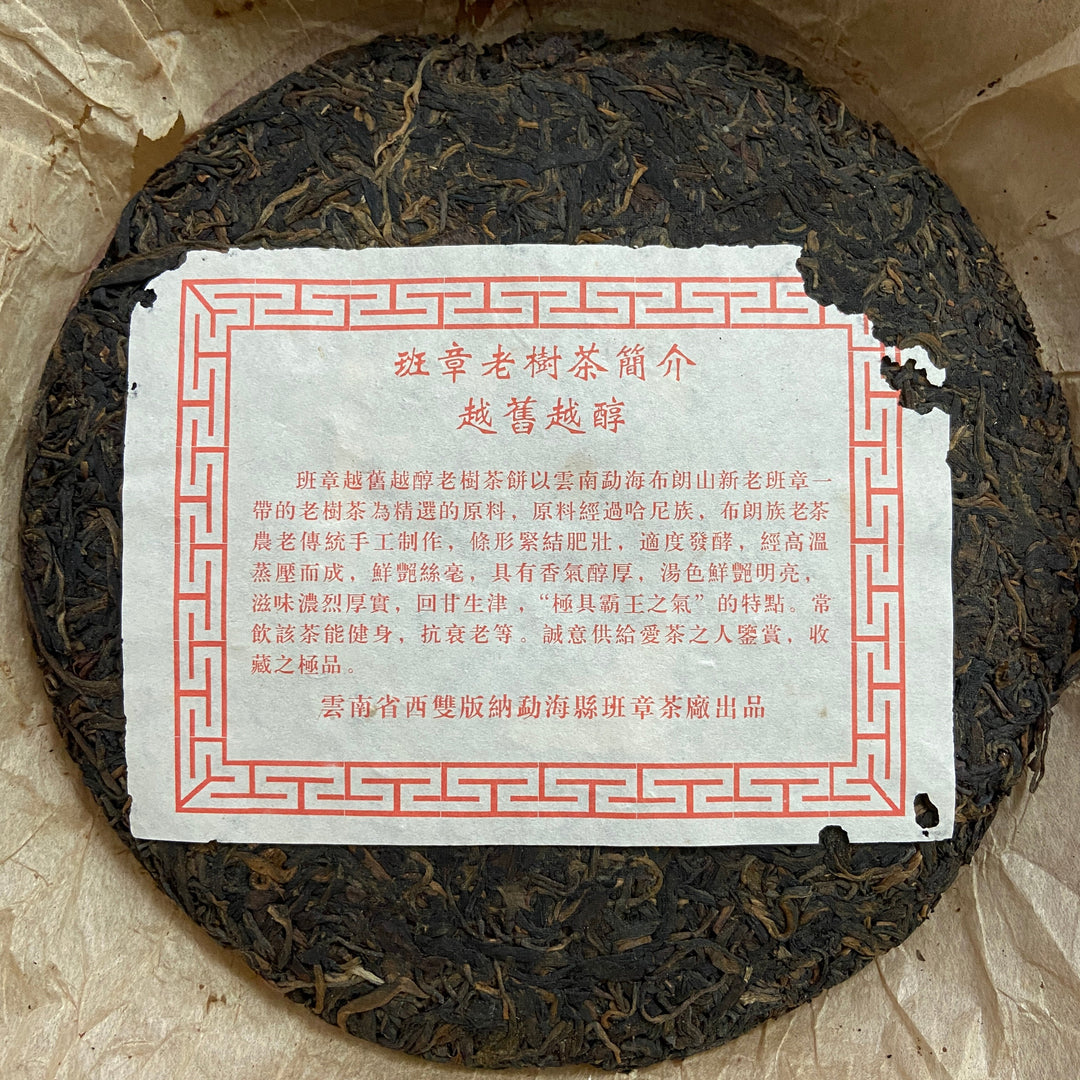 班章老樹茶簡介
越舊越醇
班章越舊越醇老樹茶餅以雲南勐海布朗山新老班章一
帶的老樹茶為精選的原料，原料經過哈尼族，布朗族老茶
農老傳統手工制作，條形緊結肥壯，適度發酵，經高溫
蒸壓而成，鮮艷絲毫，具有香氣醇厚，湯色鮮艷明亮，
滋味濃烈厚實，回甘生津，“極具霸王之氣”的特點。常
飲該茶能健身，抗衰老等。誠意供給愛茶之人鑒賞，收
藏之極品。
雲南省西雙版納勐海縣班章茶廠出品